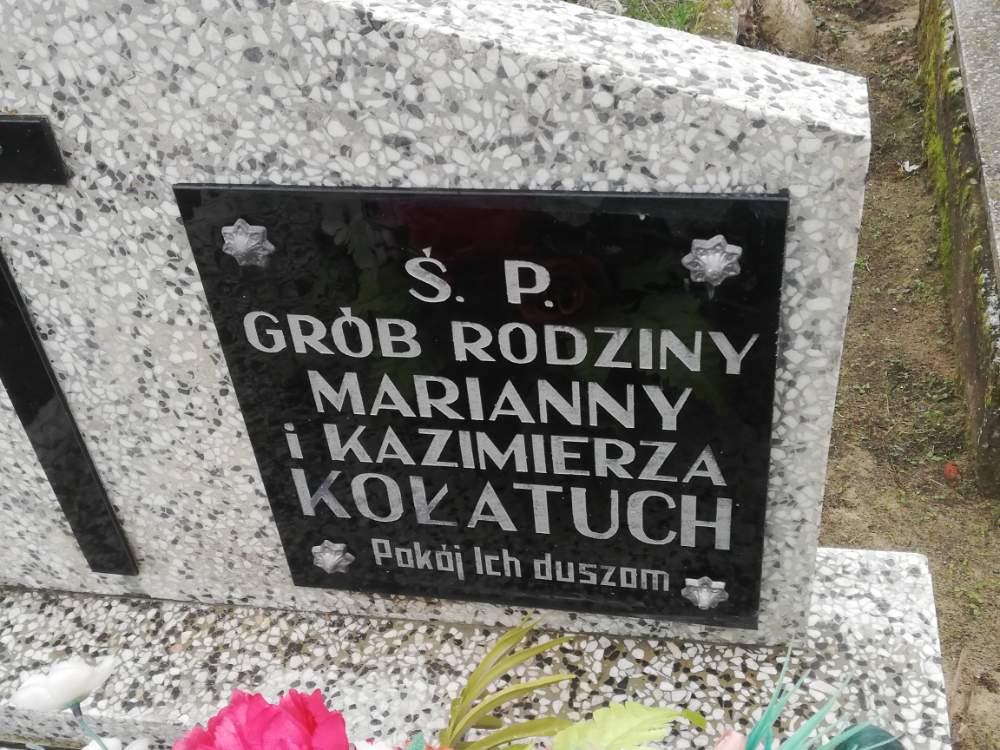 Ś. P.
GRÓB RODZINY
MARIANNY
i KAZIMIERZA
KOŁATUCH
Pokój Ich duszom